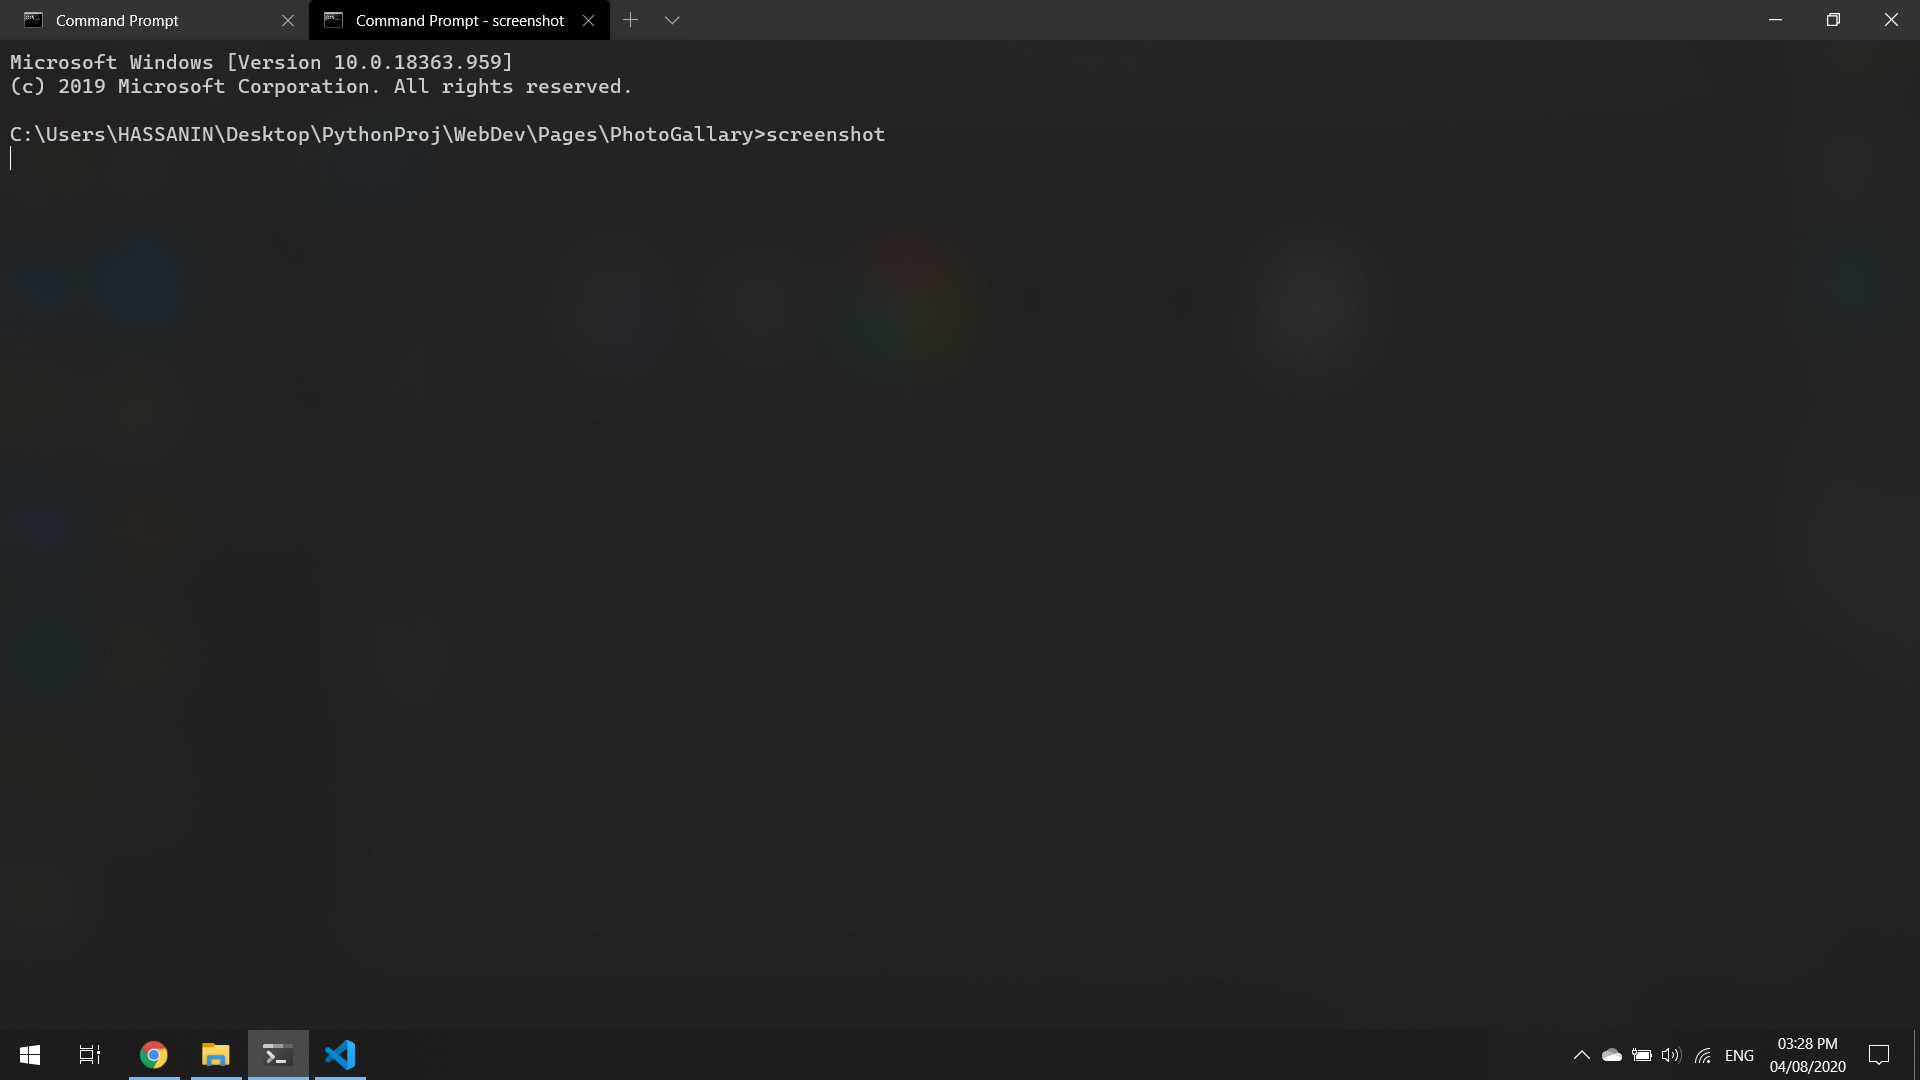 Command Prompt
Command Prompt - screenshot
Microsoft Windows [Version 10.0.18363.959]
(c) 2019 Microsoft Corporation. All rights reserved.
C:\Users\HASSANIN\Desktop\PythonProj\WebDev\Pages\PhotoGallary>screenshot
ENG
03:28 PM
04/08/2020